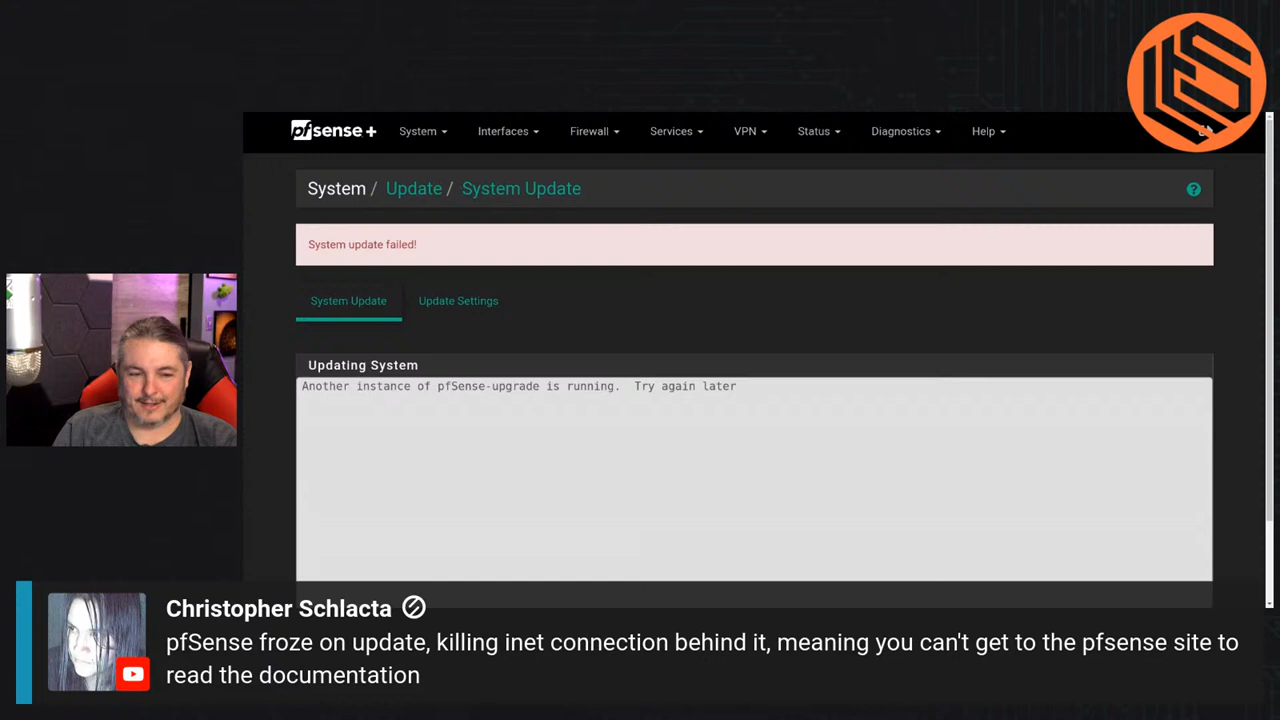 pfsense +
System
Interfaces
Firewall
Services
VPN
Status
Diagnostics
Help
System / Update / System Update
System update failed!
System Update
Update Settings
Updating System
Another instance of pfSense-upgrade is running.  Try again later
Christopher Schlacta
pfSense froze on update, killing inet connection behind it, meaning you can't get to the pfsense site to
read the documentation